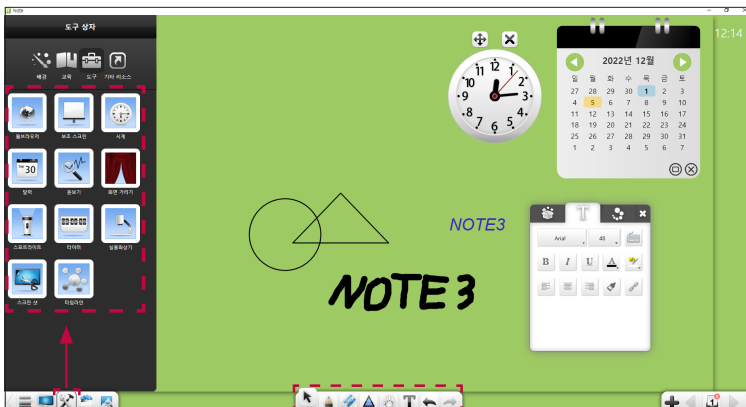 Note
도구 상자
12:14
배경 교육 도구 기타 리소스
웹브라우저 보조 스크린 시계
30
달력 돋보기 화면 가리기
스포트라이트 타이머 실물화상기
스크린 샷 타임라인
12 1 2 3 4 5 6 7 8 9 10 11
2022년 12월
일 월 화 수 목 금 토
27 28 29 30 1 2 3
4 5 6 7 8 9 10
11 12 13 14 15 16 17
18 19 20 21 22 23 24
25 26 27 28 29 30 31
1 2 3 4 5 6 7
NOTE3
NOTE3
T
Arial 48
B I U A
T
1